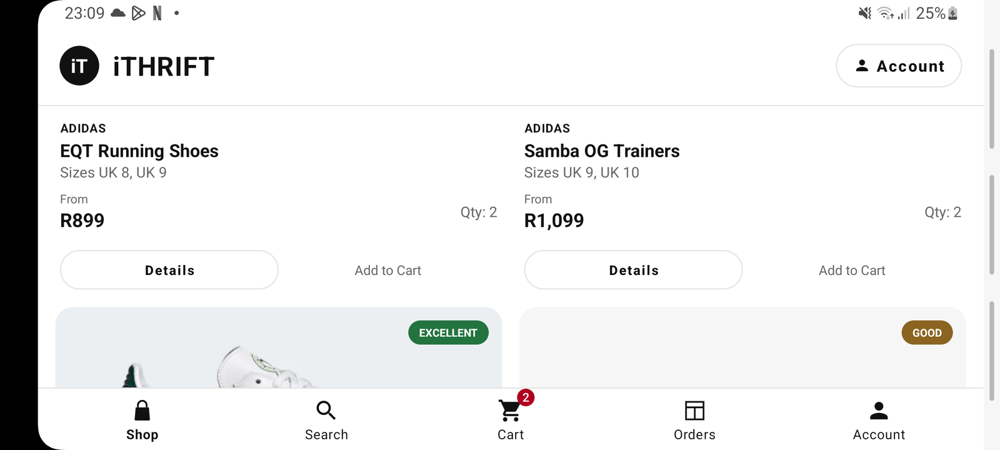 23:09
25%
iT iTHRIFT
Account
ADIDAS
EQT Running Shoes
Sizes UK 8, UK 9
From
R899
Qty: 2
Details
Add to Cart
ADIDAS
Samba OG Trainers
Sizes UK 9, UK 10
From
R1,099
Qty: 2
Details
Add to Cart
EXCELLENT
GOOD
Shop
Search
2
Cart
Orders
Account